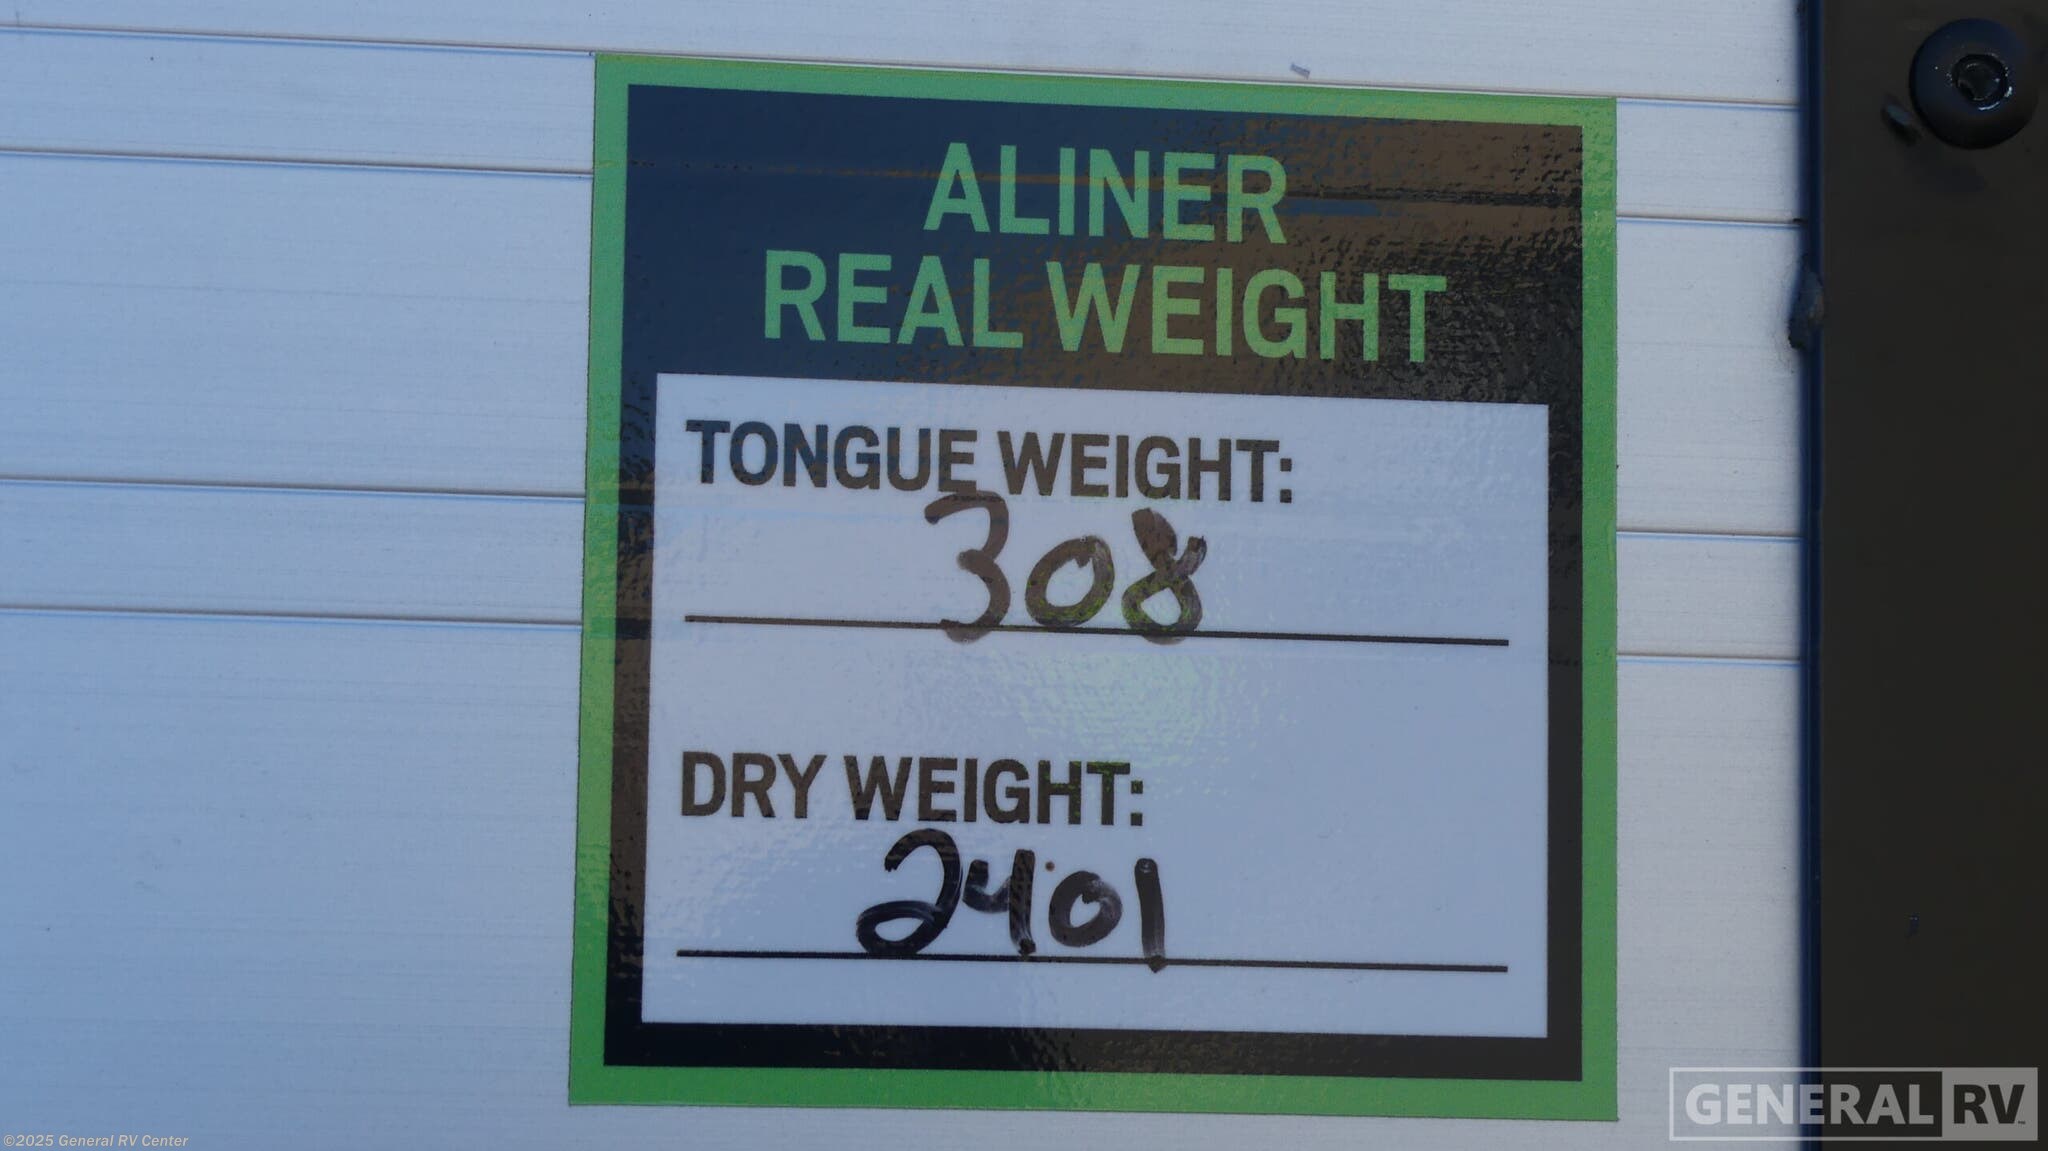 ALINER
REAL WEIGHT
TONGUE WEIGHT:
308
DRY WEIGHT:
2401
GENERAL RV
©2025 General RV Center